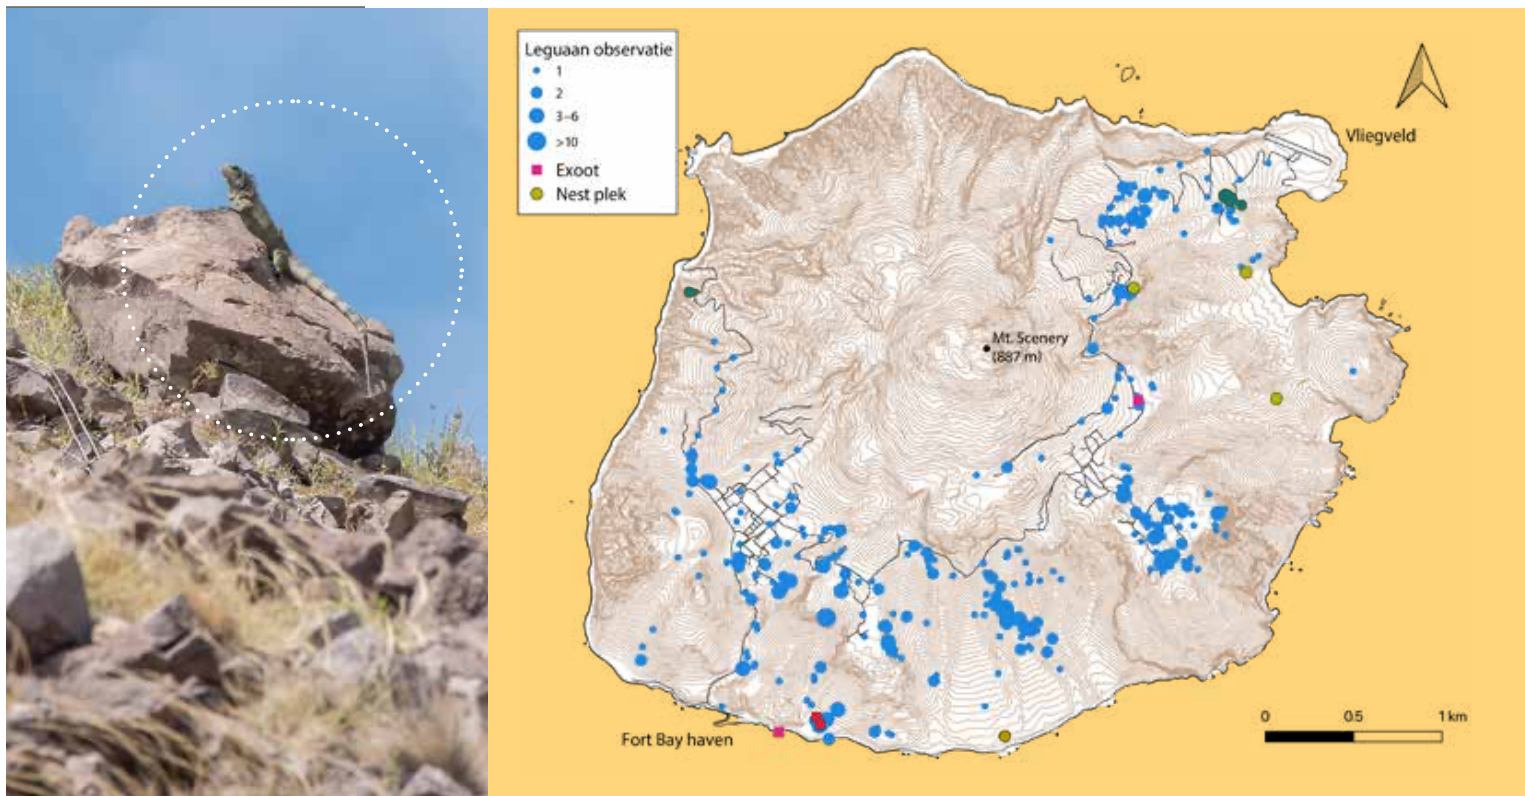 Leguaan observatie
1
2
3–6
>10
Exoot
Nest plek
Vliegveld
Mt. Scenery
(887 m)
Fort Bay haven
0 0.5 1 km